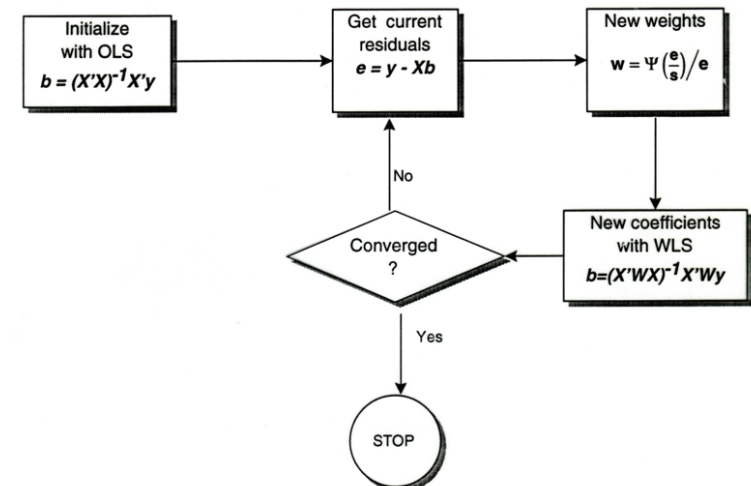 Initialize
with OLS
b = (X'X)⁻¹X'y
Get current
residuals
e = y - Xb
New weights
w = Ψ(e/s)/e
No
New coefficients
with WLS
b=(X'WX)⁻¹X'Wy
Converged
?
Yes
STOP